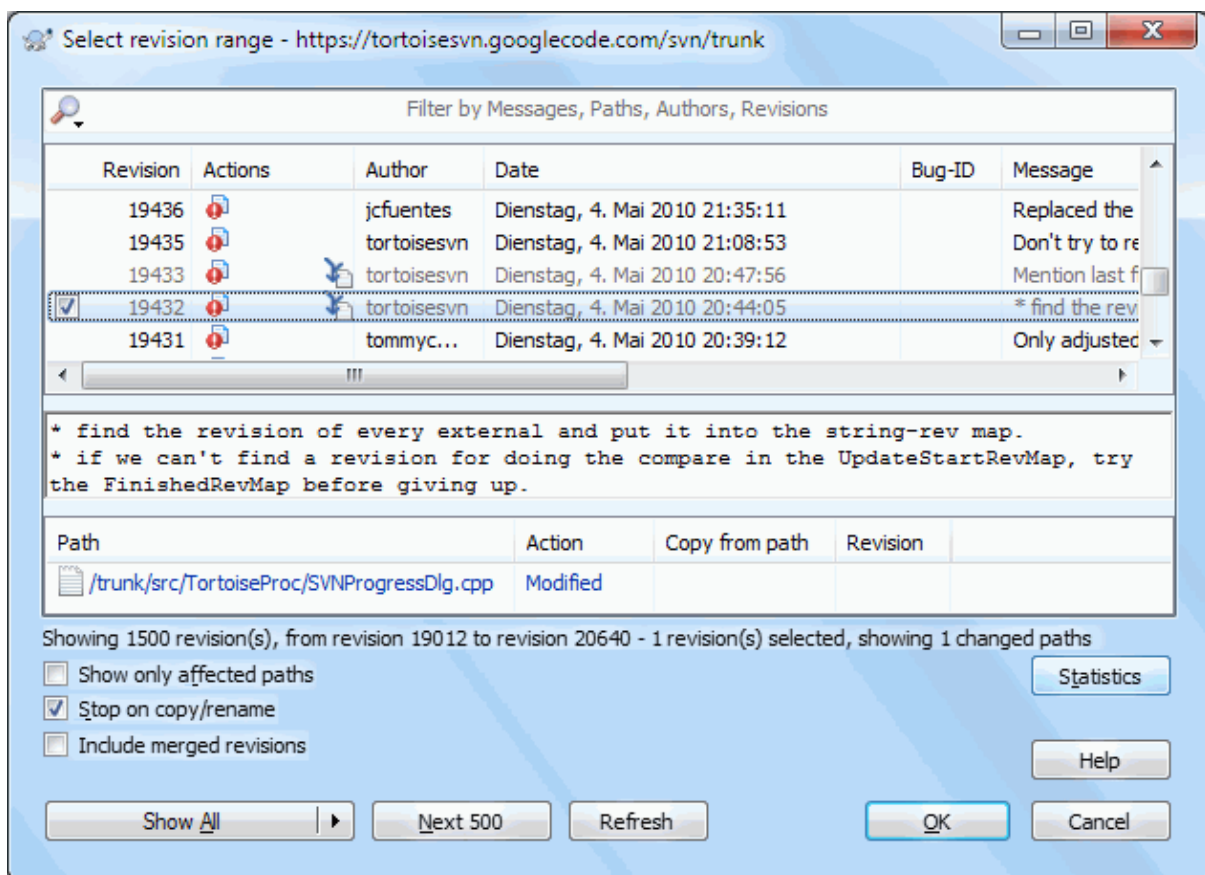 Select revision range - https://tortoisesvn.googlecode.com/svn/trunk
Filter by Messages, Paths, Authors, Revisions
Revision Actions Author Date Bug-ID Message
19436 jcfuentes Dienstag, 4. Mai 2010 21:35:11 Replaced the
19435 tortoisesvn Dienstag, 4. Mai 2010 21:08:53 Don't try to re
19433 tortoisesvn Dienstag, 4. Mai 2010 20:47:56 Mention last f
19432 tortoisesvn Dienstag, 4. Mai 2010 20:44:05 * find the rev
19431 tommyc... Dienstag, 4. Mai 2010 20:39:12 Only adjusted
* find the revision of every external and put it into the string-rev map.
* if we can't find a revision for doing the compare in the UpdateStartRevMap, try
the FinishedRevMap before giving up.
Path Action Copy from path Revision
/trunk/src/TortoiseProc/SVNProgressDlg.cpp Modified
Showing 1500 revision(s), from revision 19012 to revision 20640 - 1 revision(s) selected, showing 1 changed paths
Show only affected paths
Statistics
Stop on copy/rename
Include merged revisions
Help
Show All Next 500 Refresh OK Cancel